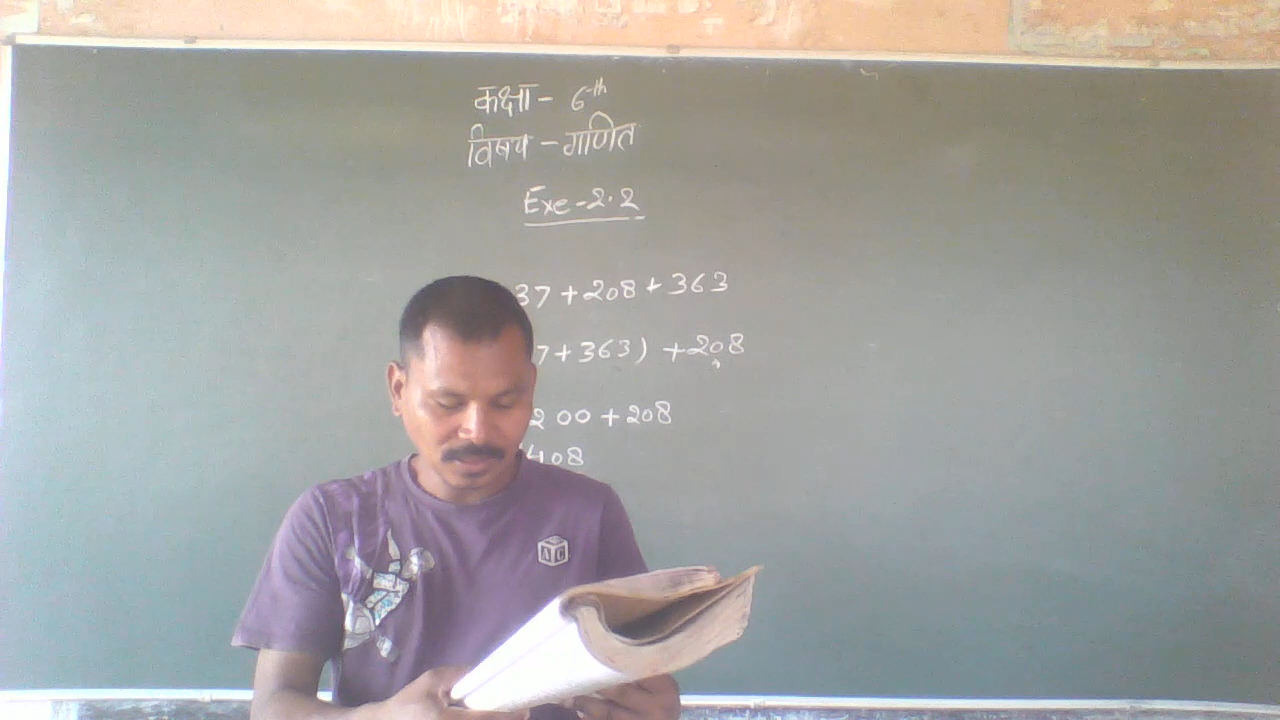 कक्षा - 6th
विषय - गणित
Exe-2.2
37 + 208 + 363
7 + 363) + 208
200 + 208
408
A C